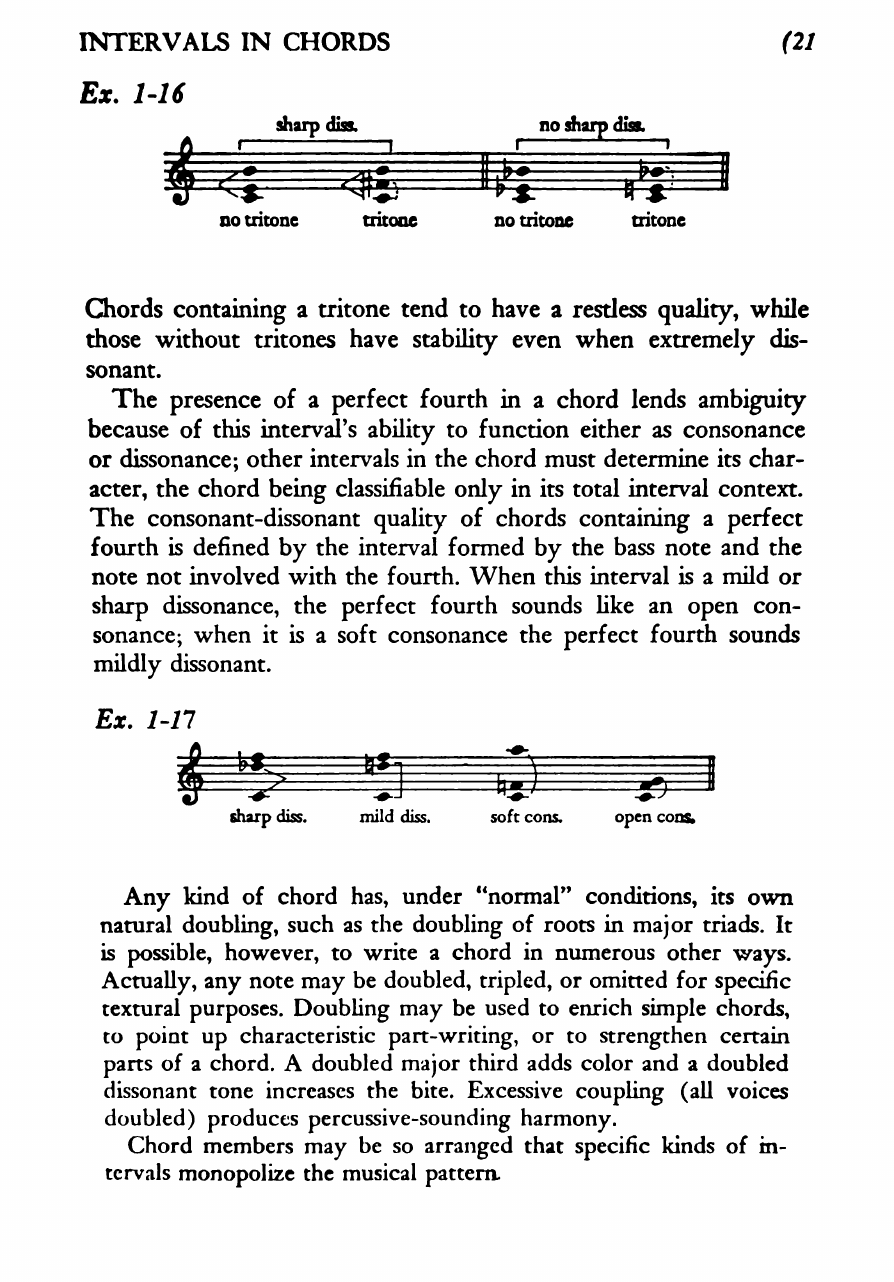 INTERVALS IN CHORDS (21
Ex. 1-16
sharp diss. no sharp diss.
no tritone tritone no tritone tritone
Chords containing a tritone tend to have a restless quality, while
those without tritones have stability even when extremely dis-
sonant.
The presence of a perfect fourth in a chord lends ambiguity
because of this interval's ability to function either as consonance
or dissonance; other intervals in the chord must determine its char-
acter, the chord being classifiable only in its total interval context.
The consonant-dissonant quality of chords containing a perfect
fourth is defined by the interval formed by the bass note and the
note not involved with the fourth. When this interval is a mild or
sharp dissonance, the perfect fourth sounds like an open con-
sonance; when it is a soft consonance the perfect fourth sounds
mildly dissonant.
Ex. 1-17
sharp diss. mild diss. soft cons. open cons.
Any kind of chord has, under "normal" conditions, its own
natural doubling, such as the doubling of roots in major triads. It
is possible, however, to write a chord in numerous other ways.
Actually, any note may be doubled, tripled, or omitted for specific
textural purposes. Doubling may be used to enrich simple chords,
to point up characteristic part-writing, or to strengthen certain
parts of a chord. A doubled major third adds color and a doubled
dissonant tone increases the bite. Excessive coupling (all voices
doubled) produces percussive-sounding harmony.
Chord members may be so arranged that specific kinds of in-
tervals monopolize the musical pattern.